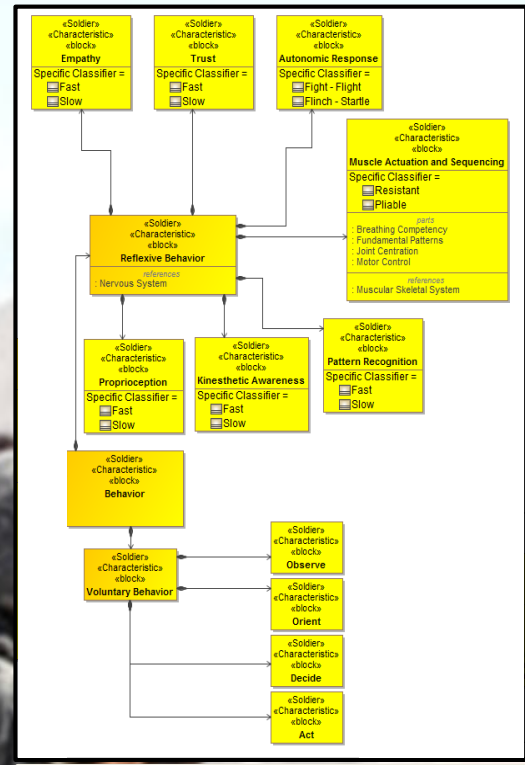 «Soldier»
«Characteristic»
«block»
Empathy
Specific Classifier =
Fast
Slow
«Soldier»
«Characteristic»
«block»
Trust
Specific Classifier =
Fast
Slow
«Soldier»
«Characteristic»
«block»
Autonomic Response
Specific Classifier =
Fight - Flight
Flinch - Startle
«Soldier»
«Characteristic»
«block»
Muscle Actuation and Sequencing
Specific Classifier =
Resistant
Pliable
parts
: Breathing Competency
: Fundamental Patterns
: Joint Centration
: Motor Control
references
: Muscular Skeletal System
«Soldier»
«Characteristic»
«block»
Reflexive Behavior
references
: Nervous System
«Soldier»
«Characteristic»
«block»
Proprioception
Specific Classifier =
Fast
Slow
«Soldier»
«Characteristic»
«block»
Kinesthetic Awareness
Specific Classifier =
Fast
Slow
«Soldier»
«Characteristic»
«block»
Pattern Recognition
Specific Classifier =
Fast
Slow
«Soldier»
«Characteristic»
«block»
Behavior
«Soldier»
«Characteristic»
«block»
Voluntary Behavior
«Soldier»
«Characteristic»
«block»
Observe
«Soldier»
«Characteristic»
«block»
Orient
«Soldier»
«Characteristic»
«block»
Decide
«Soldier»
«Characteristic»
«block»
Act